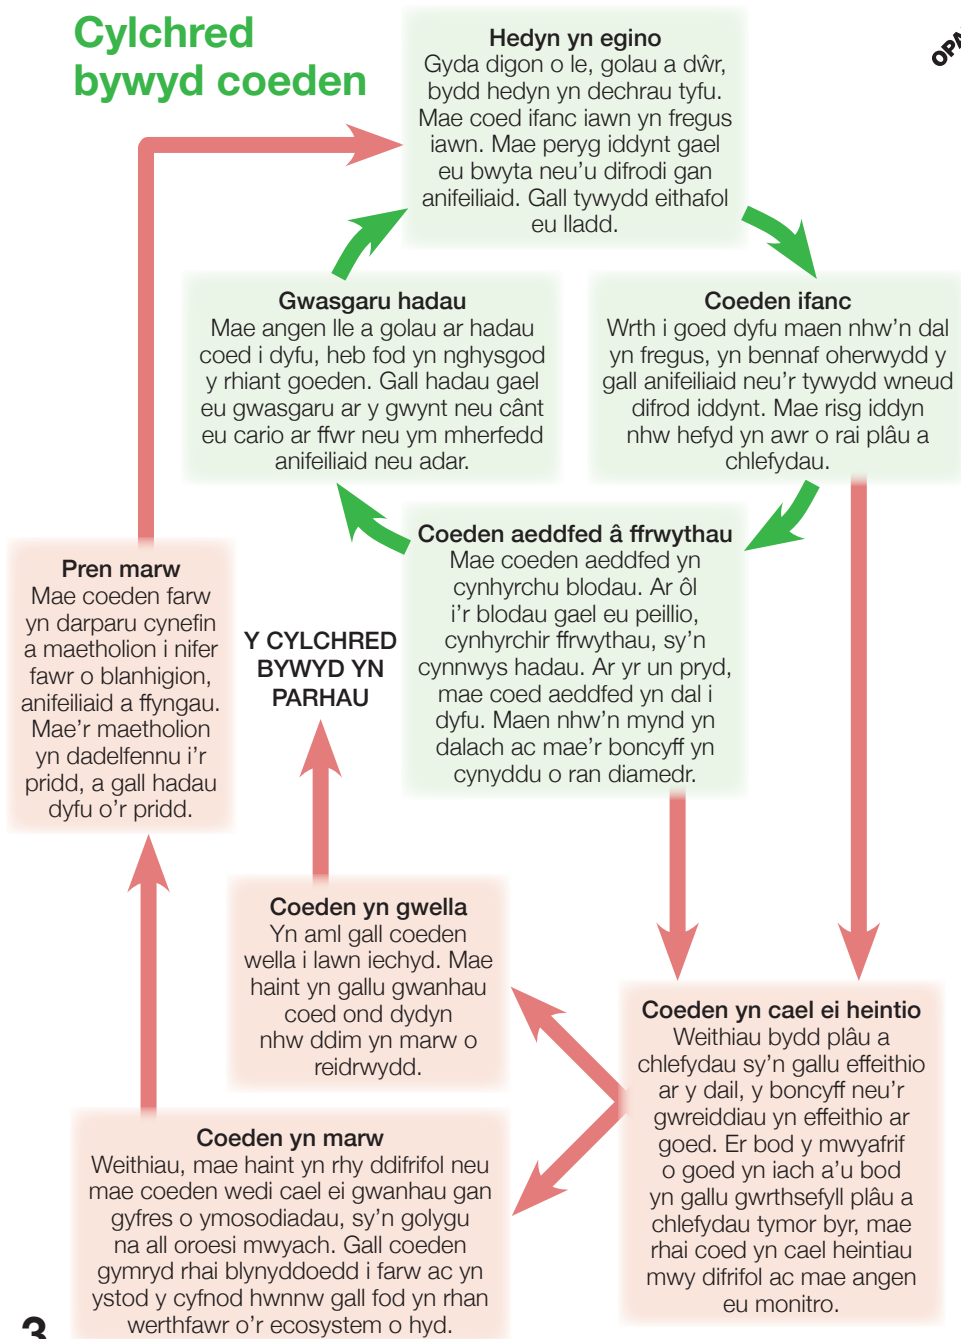 Cylchred
bywyd coeden
OPAL
Hedyn yn egino
Gyda digon o le, golau a dŵr,
bydd hedyn yn dechrau tyfu.
Mae coed ifanc iawn yn fregus
iawn. Mae peryg iddynt gael
eu bwyta neu'u difrodi gan
anifeiliaid. Gall tywydd eithafol
eu lladd.
Gwasgaru hadau
Mae angen lle a golau ar hadau
coed i dyfu, heb fod yn nghysgod
y rhiant goeden. Gall hadau gael
eu gwasgaru ar y gwynt neu cânt
eu cario ar ffwr neu ym mherfedd
anifeiliaid neu adar.
Coeden ifanc
Wrth i goed dyfu maen nhw'n dal
yn fregus, yn bennaf oherwydd y
gall anifeiliaid neu'r tywydd wneud
difrod iddynt. Mae risg iddyn
nhw hefyd yn awr o rai plâu a
chlefydau.
Coeden aeddfed â ffrwythau
Mae coeden aeddfed yn
cynhyrchu blodau. Ar ôl
i'r blodau gael eu peillio,
cynhyrchir ffrwythau, sy'n
cynnwys hadau. Ar yr un pryd,
mae coed aeddfed yn dal i
dyfu. Maen nhw'n mynd yn
dalach ac mae'r boncyff yn
cynyddu o ran diamedr.
Pren marw
Mae coeden farw
yn darparu cynefin
a maetholion i nifer
fawr o blanhigion,
anifeiliaid a ffyngau.
Mae'r maetholion
yn dadelfennu i'r
pridd, a gall hadau
dyfu o'r pridd.
Y CYLCHRED
BYWYD YN
PARHAU
Coeden yn gwella
Yn aml gall coeden
wella i lawn iechyd. Mae
haint yn gallu gwanhau
coed ond dydyn
nhw ddim yn marw o
reidrwydd.
Coeden yn cael ei heintio
Weithiau bydd plâu a
chlefydau sy'n gallu effeithio
ar y dail, y boncyff neu'r
gwreiddiau yn effeithio ar
goed. Er bod y mwyafrif
o goed yn iach a'u bod
yn gallu gwrthsefyll plâu a
chlefydau tymor byr, mae
rhai coed yn cael heintiau
mwy difrifol ac mae angen
eu monitro.
Coeden yn marw
Weithiau, mae haint yn rhy ddifrifol neu
mae coeden wedi cael ei gwanhau gan
gyfres o ymosodiadau, sy'n golygu
na all oroesi mwyach. Gall coeden
gymryd rhai blynyddoedd i farw ac yn
ystod y cyfnod hwnnw gall fod yn rhan
werthfawr o'r ecosystem o hyd.
3